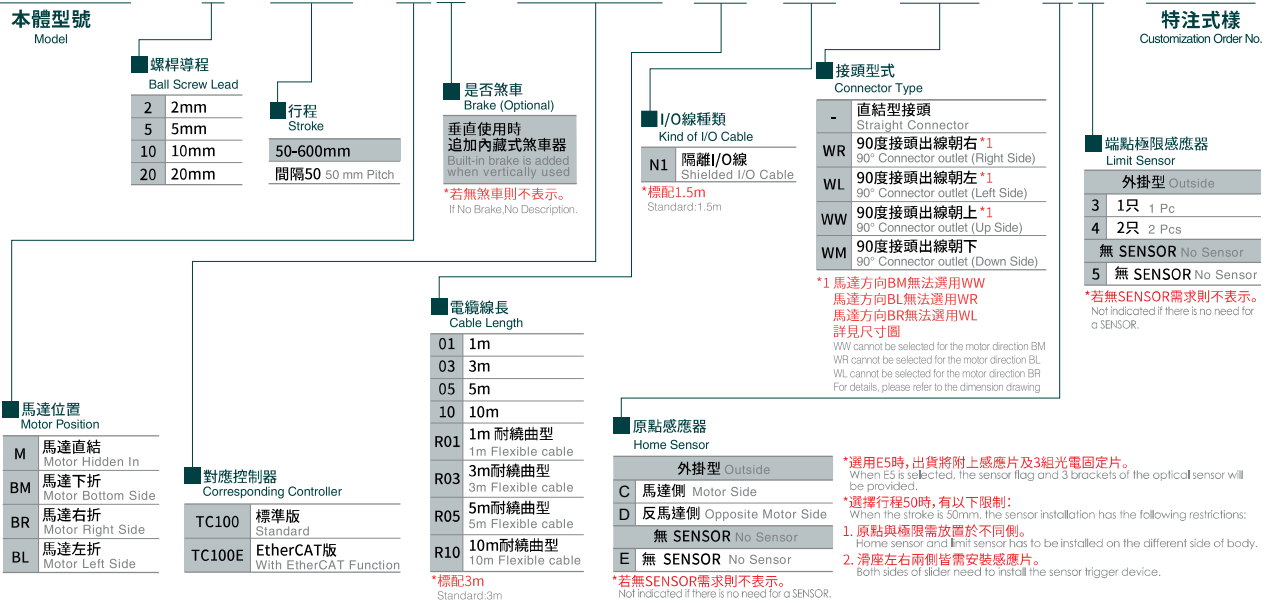 本體型號
Model
特注式樣
Customization Order No.
螺桿導程
Ball Screw Lead
2 2mm
5 5mm
10 10mm
20 20mm
行程
Stroke
50-600mm
間隔50 50 mm Pitch
是否煞車
Brake (Optional)
垂直使用時
追加內藏式煞車器
Built-in brake is added
when vertically used
*若無煞車則不表示。
If No Brake,No Description.
I/O線種類
Kind of I/O Cable
N1 隔離I/O線
Shielded I/O Cable
*標配1.5m
Standard:1.5m
接頭型式
Connector Type
- 直結型接頭
Straight Connector
WR 90度接頭出線朝右*1
90° Connector outlet (Right Side)
WL 90度接頭出線朝左*1
90° Connector outlet (Left Side)
WW 90度接頭出線朝上*1
90° Connector outlet (Up Side)
WM 90度接頭出線朝下
90° Connector outlet (Down Side)
*1 馬達方向BM無法選用WW
馬達方向BL無法選用WR
馬達方向BR無法選用WL
詳見尺寸圖
WW cannot be selected for the motor direction BM
WR cannot be selected for the motor direction BL
WL cannot be selected for the motor direction BR
For details, please refer to the dimension drawing
端點極限感應器
Limit Sensor
外掛型 Outside
3 1只 1 Pc
4 2只 2 Pcs
無 SENSOR No Sensor
5 無 SENSOR No Sensor
*若無SENSOR需求則不表示。
Not indicated if there is no need for
a SENSOR.
馬達位置
Motor Position
M 馬達直結
Motor Hidden In
BM 馬達下折
Motor Bottom Side
BR 馬達右折
Motor Right Side
BL 馬達左折
Motor Left Side
對應控制器
Corresponding Controller
TC100 標準版
Standard
TC100E EtherCAT版
With EtherCAT Function
電纜線長
Cable Length
01 1m
03 3m
05 5m
10 10m
R01 1m 耐繞曲型
1m Flexible cable
R03 3m耐繞曲型
3m Flexible cable
R05 5m耐繞曲型
5m Flexible cable
R10 10m耐繞曲型
10m Flexible cable
*標配3m
Standard:3m
原點感應器
Home Sensor
外掛型 Outside
C 馬達側 Motor Side
D 反馬達側 Opposite Motor Side
無 SENSOR No Sensor
E 無 SENSOR No Sensor
*若無SENSOR需求則不表示。
Not indicated if there is no need for a SENSOR.
*選用E5時，出貨將附上感應片及3組光電固定片。
When E5 is selected, the sensor flag and 3 brackets of the optical sensor will
be provided.
*選擇行程50時，有以下限制：
When the stroke is 50mm, the sensor installation has the following restrictions:
1. 原點與極限需放置於不同側。
Home sensor and limit sensor has to be installed on the different side of body.
2. 滑座左右兩側皆需安裝感應片。
Both sides of slider need to install the sensor trigger device.